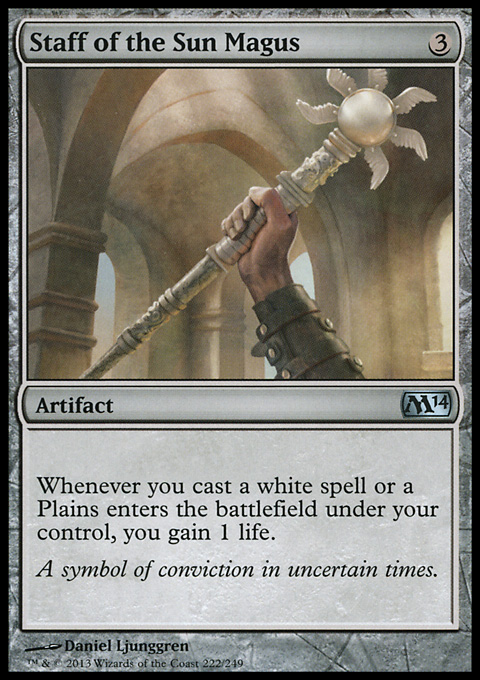 Staff of the Sun Magus 3
Artifact M14
Whenever you cast a white spell or a
Plains enters the battlefield under your
control, you gain 1 life.
A symbol of conviction in uncertain times.
Daniel Ljunggren
™ & © 2013 Wizards of the Coast 222/249